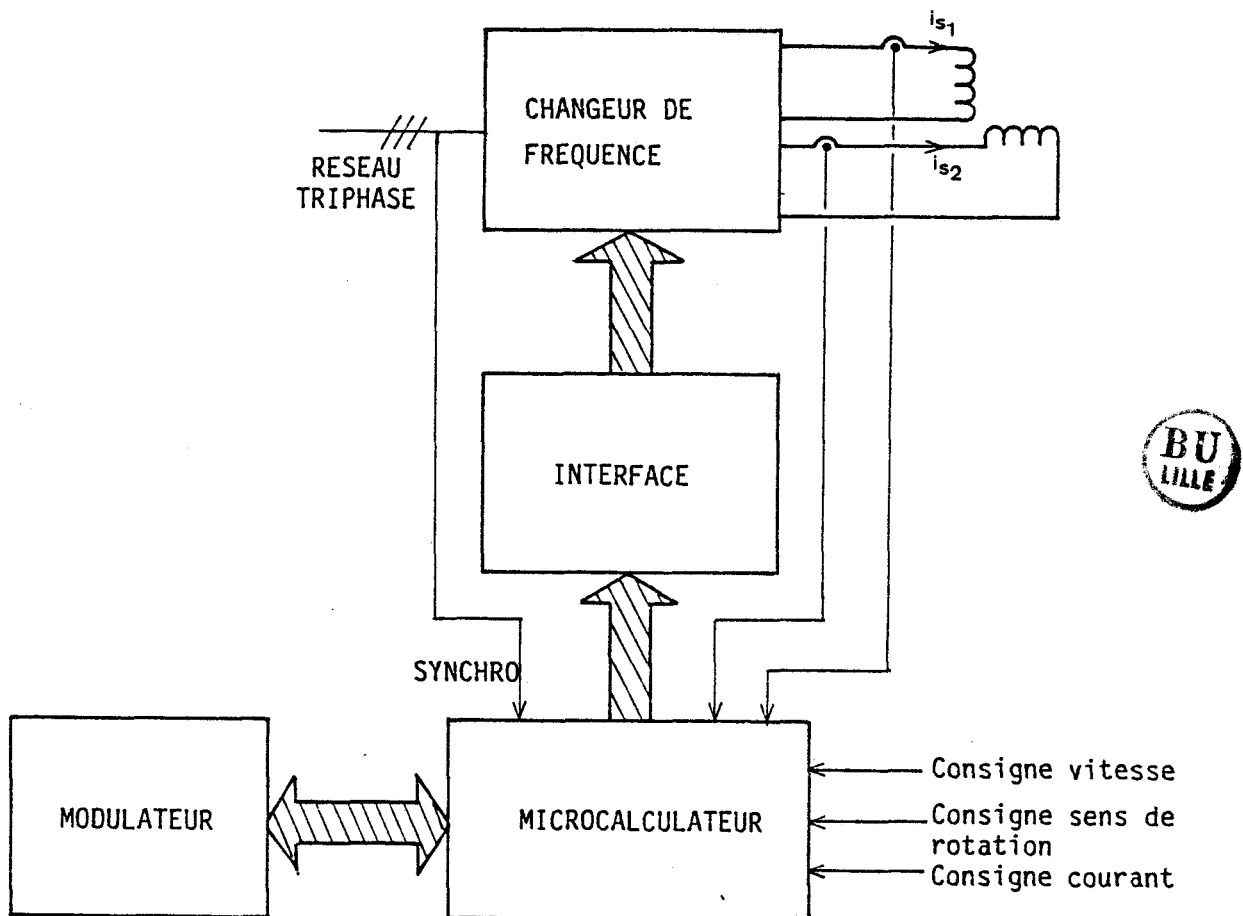 is1
CHANGEUR DE
FREQUENCE
RESEAU
TRIPHASE
is2
INTERFACE
BU
LILLE
SYNCHRO
MODULATEUR
MICROCALCULATEUR
Consigne vitesse
Consigne sens de
rotation
Consigne courant